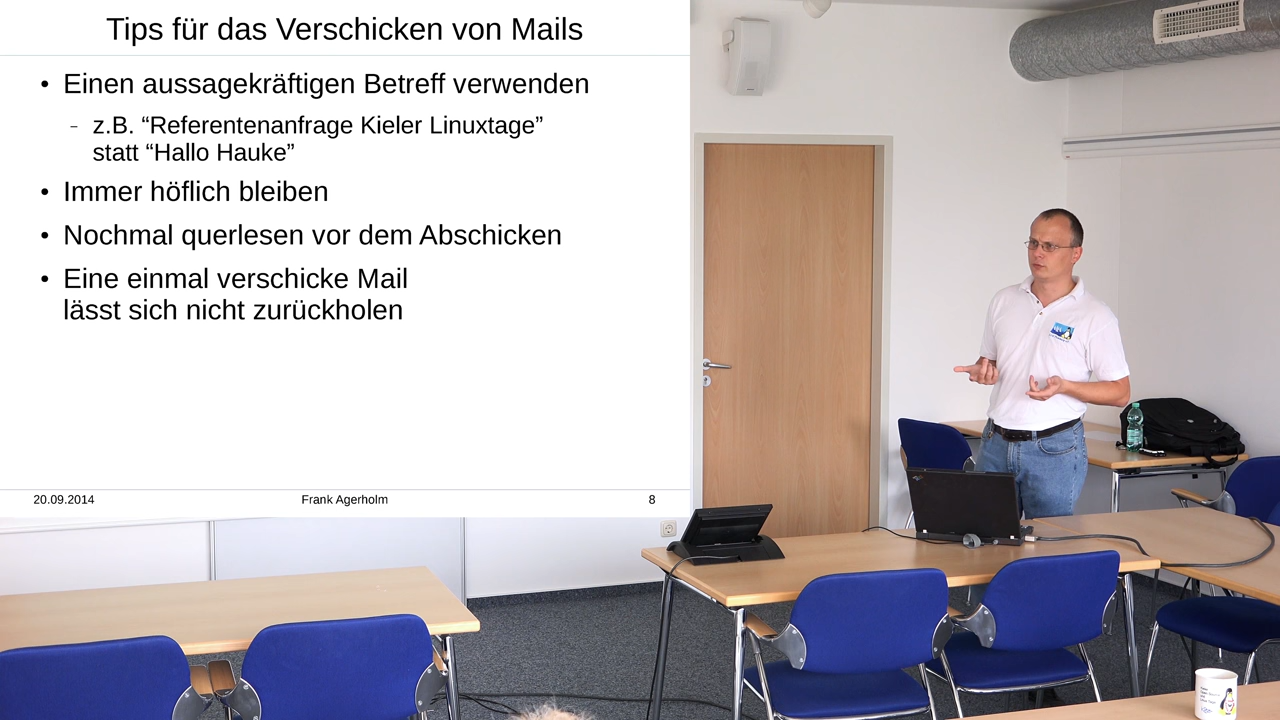 Tips für das Verschicken von Mails
• Einen aussagekräftigen Betreff verwenden
– z.B. “Referentenanfrage Kieler Linuxtage”
statt “Hallo Hauke”
• Immer höflich bleiben
• Nochmal querlesen vor dem Abschicken
• Eine einmal verschicke Mail
lässt sich nicht zurückholen
20.09.2014 Frank Agerholm 8